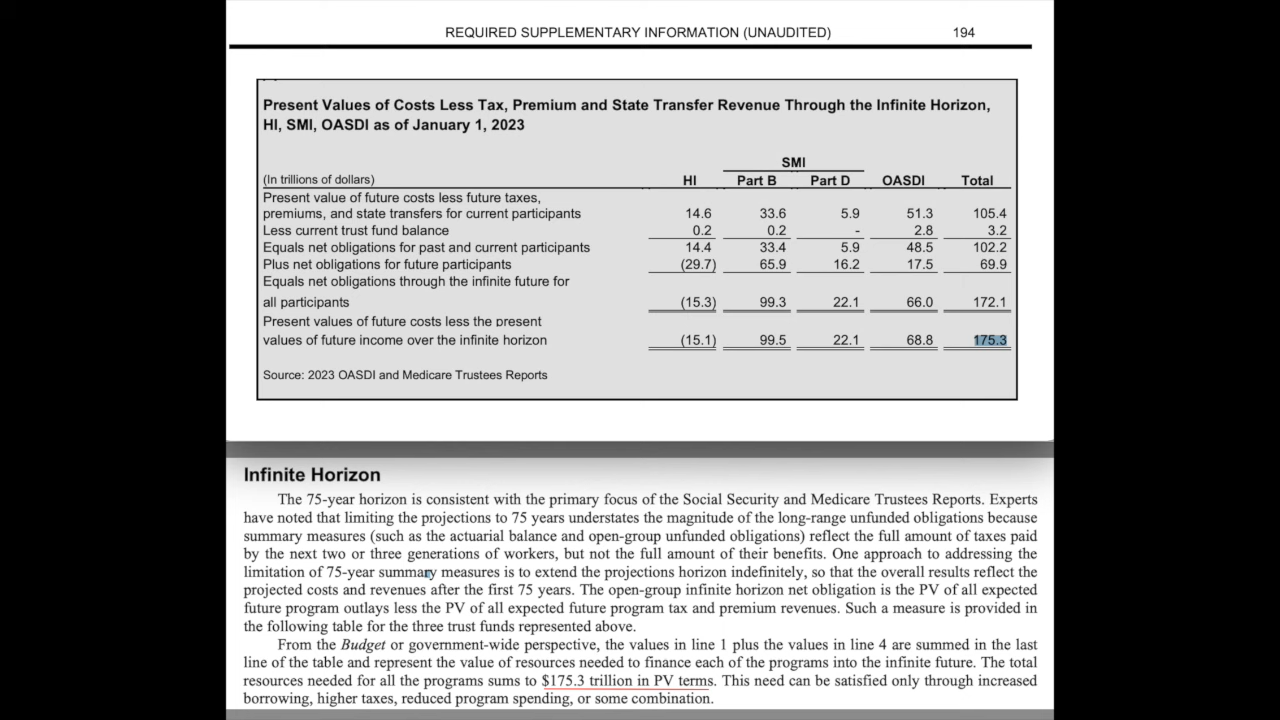 REQUIRED SUPPLEMENTARY INFORMATION (UNAUDITED) 194
Present Values of Costs Less Tax, Premium and State Transfer Revenue Through the Infinite Horizon,
HI, SMI, OASDI as of January 1, 2023
SMI
(In trillions of dollars) HI Part B Part D OASDI Total
Present value of future costs less future taxes,
premiums, and state transfers for current participants 14.6 33.6 5.9 51.3 105.4
Less current trust fund balance 0.2 0.2 - 2.8 3.2
Equals net obligations for past and current participants 14.4 33.4 5.9 48.5 102.2
Plus net obligations for future participants (29.7) 65.9 16.2 17.5 69.9
Equals net obligations through the infinite future for
all participants (15.3) 99.3 22.1 66.0 172.1
Present values of future costs less the present
values of future income over the infinite horizon (15.1) 99.5 22.1 68.8 175.3
Source: 2023 OASDI and Medicare Trustees Reports
Infinite Horizon
The 75-year horizon is consistent with the primary focus of the Social Security and Medicare Trustees Reports. Experts
have noted that limiting the projections to 75 years understates the magnitude of the long-range unfunded obligations because
summary measures (such as the actuarial balance and open-group unfunded obligations) reflect the full amount of taxes paid
by the next two or three generations of workers, but not the full amount of their benefits. One approach to addressing the
limitation of 75-year summary measures is to extend the projections horizon indefinitely, so that the overall results reflect the
projected costs and revenues after the first 75 years. The open-group infinite horizon net obligation is the PV of all expected
future program outlays less the PV of all expected future program tax and premium revenues. Such a measure is provided in
the following table for the three trust funds represented above.
From the Budget or government-wide perspective, the values in line 1 plus the values in line 4 are summed in the last
line of the table and represent the value of resources needed to finance each of the programs into the infinite future. The total
resources needed for all the programs sums to $175.3 trillion in PV terms. This need can be satisfied only through increased
borrowing, higher taxes, reduced program spending, or some combination.